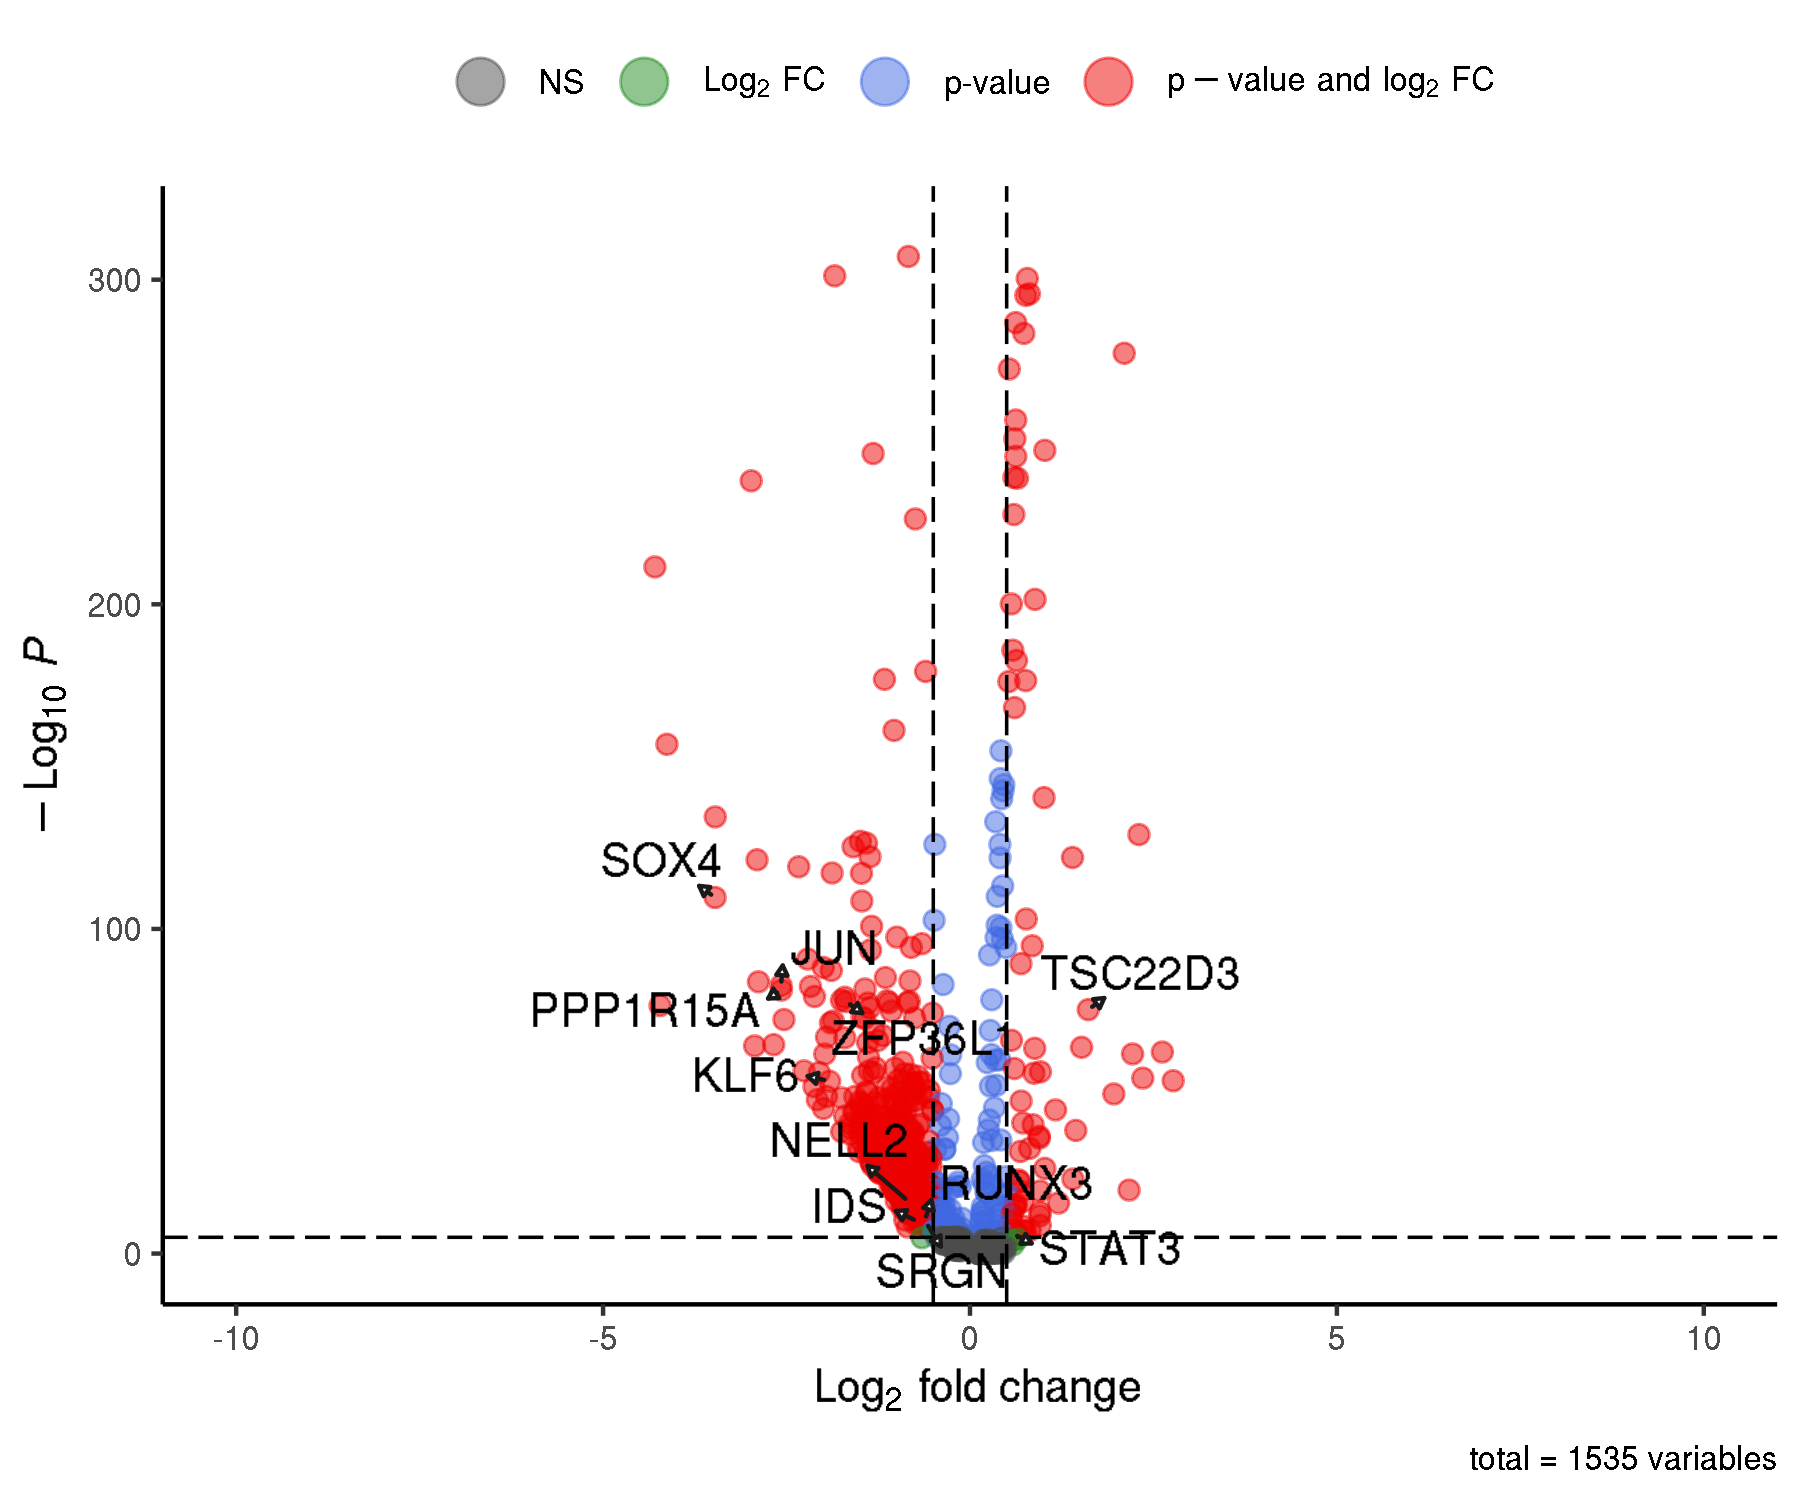 NS Log₂ FC p-value p − value and log₂ FC
300
200
100
0
− Log₁₀ P
SOX4
JUN
TSC22D3
PPP1R15A
ZFP36L1
KLF6
NELL2
RUNX3
IDS
STAT3
SRGN
-10 -5 0 5 10
Log₂ fold change
total = 1535 variables